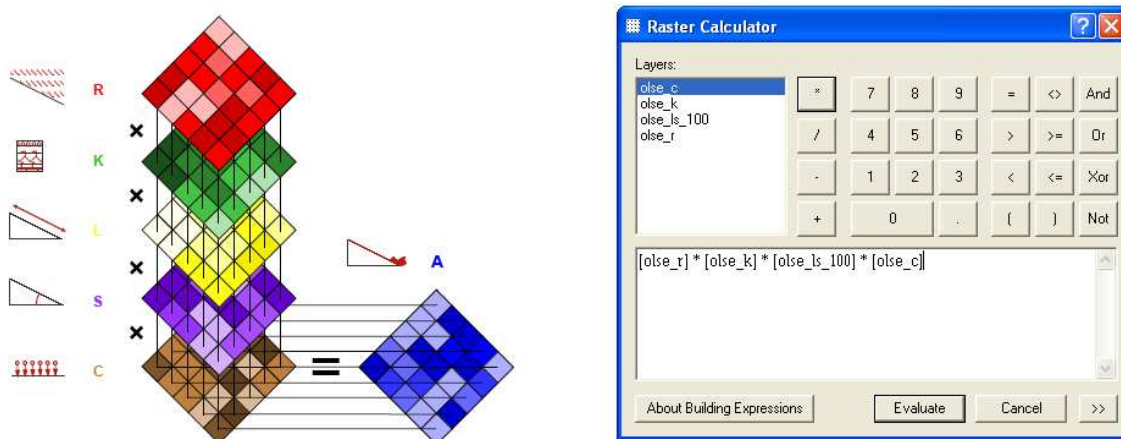 R
×
K
×
L
×
S
×
C
=
A
Raster Calculator
?
X
Layers:
olse_c
olse_k
olse_ls_100
olse_r
* 7 8 9 = <> And
/ 4 5 6 > >= Or
- 1 2 3 < <= Xor
+ 0 . ( ) Not
[olse_r] * [olse_k] * [olse_ls_100] * [olse_c]
About Building Expressions Evaluate Cancel >>